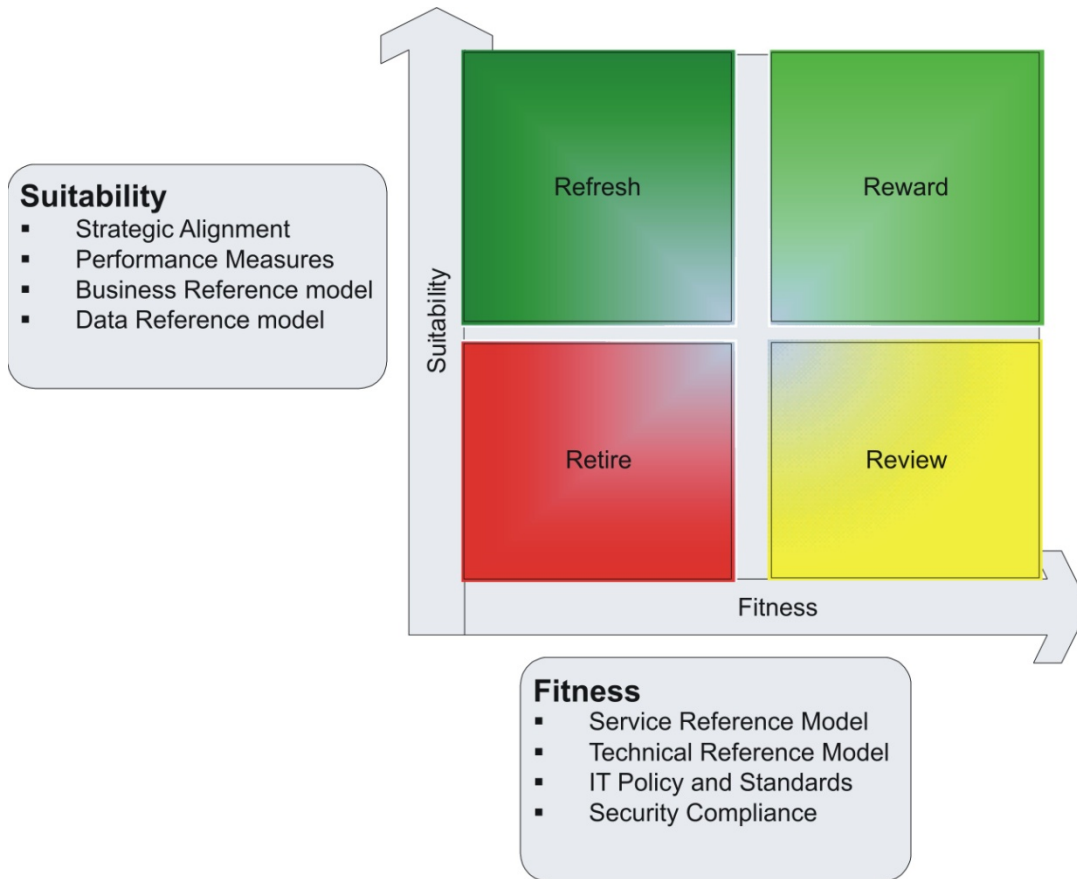 Refresh
Reward
Suitability
▪ Strategic Alignment
▪ Performance Measures
▪ Business Reference model
▪ Data Reference model
Suitability
Retire
Review
Fitness
Fitness
▪ Service Reference Model
▪ Technical Reference Model
▪ IT Policy and Standards
▪ Security Compliance